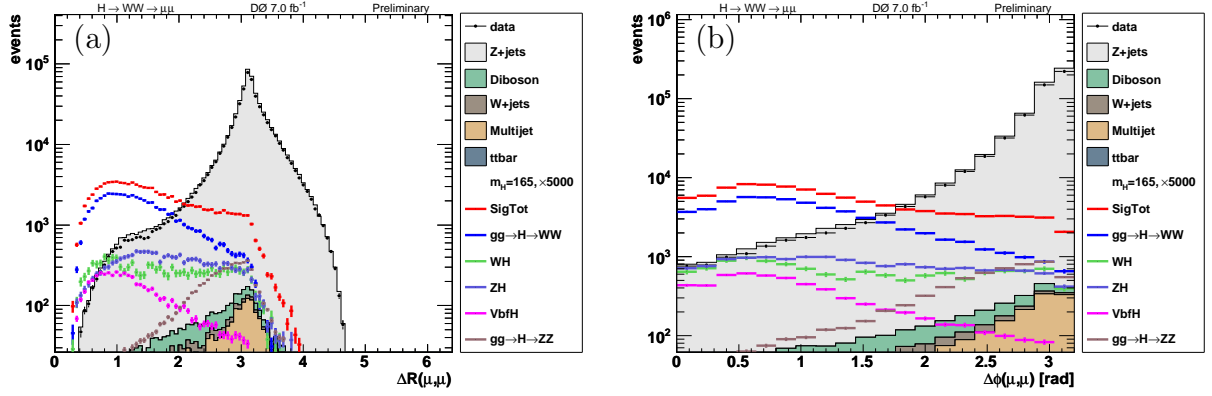 H→WW→μμ DØ 7.0 fb⁻¹ Preliminary
(a)
events
10⁵
10⁴
10³
10²
0 1 2 3 4 5 6
ΔR(μ,μ)
data
Z+jets
Diboson
W+jets
Multijet
ttbar
m_H=165,×5000
SigTot
gg→H→WW
WH
ZH
VbfH
gg→H→ZZ
H→WW→μμ DØ 7.0 fb⁻¹ Preliminary
(b)
events
10⁶
10⁵
10⁴
10³
10²
0 0.5 1 1.5 2 2.5 3
Δϕ(μ,μ) [rad]
data
Z+jets
Diboson
W+jets
Multijet
ttbar
m_H=165,×5000
SigTot
gg→H→WW
WH
ZH
VbfH
gg→H→ZZ